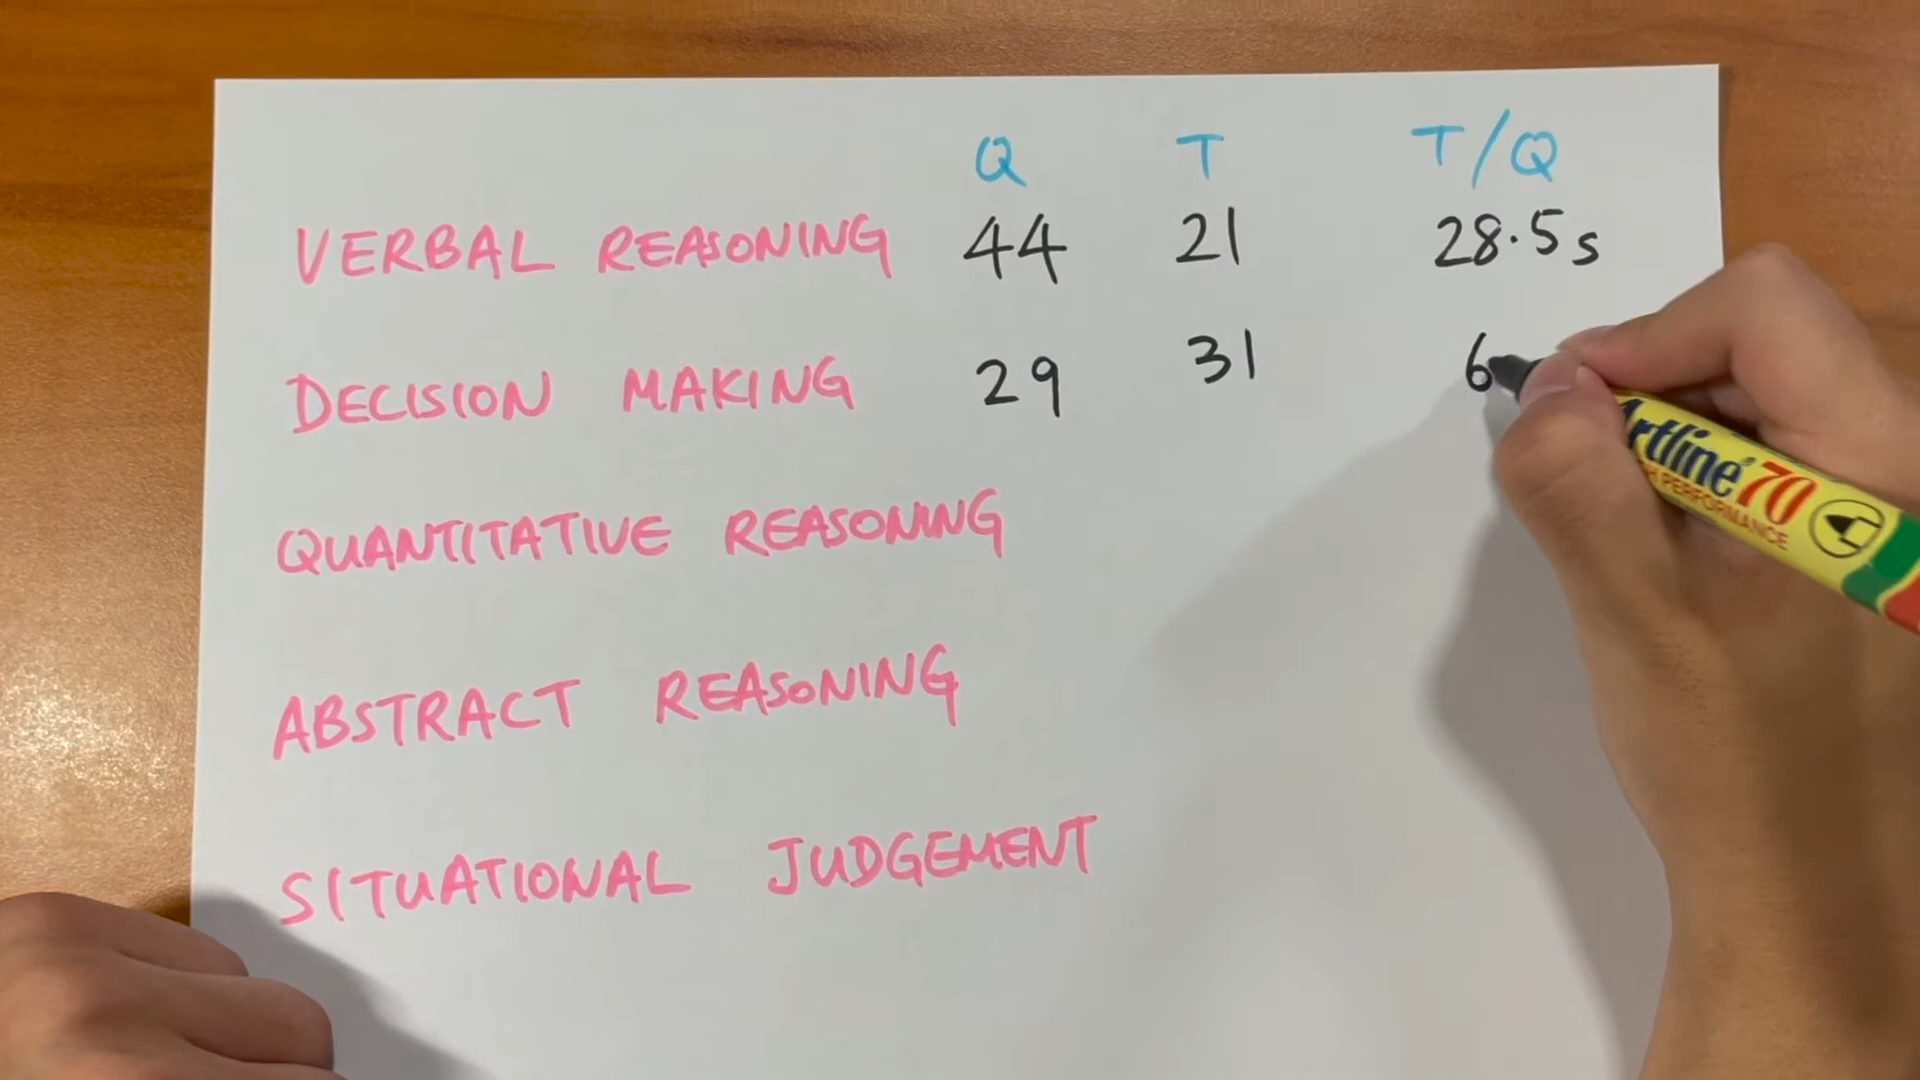 Q T T/Q
VERBAL REASONING 44 21 28.5s
DECISION MAKING 29 31 6
QUANTITATIVE REASONING
ABSTRACT REASONING
SITUATIONAL JUDGEMENT
Artline 70
PERFORMANCE